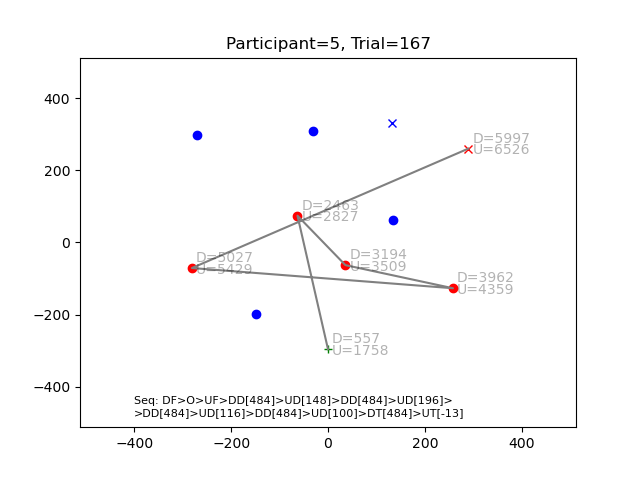 Participant=5, Trial=167
400
200
0
−200
−400
D=5997
U=6526
D=2463
U=2827
D=3194
U=3509
D=5027
U=5429
D=3962
U=4359
D=557
U=1758
Seq: DF>O>UF>DD[484]>UD[148]>DD[484]>UD[196]>
>DD[484]>UD[116]>DD[484]>UD[100]>DT[484]>UT[-13]
−400 −200 0 200 400